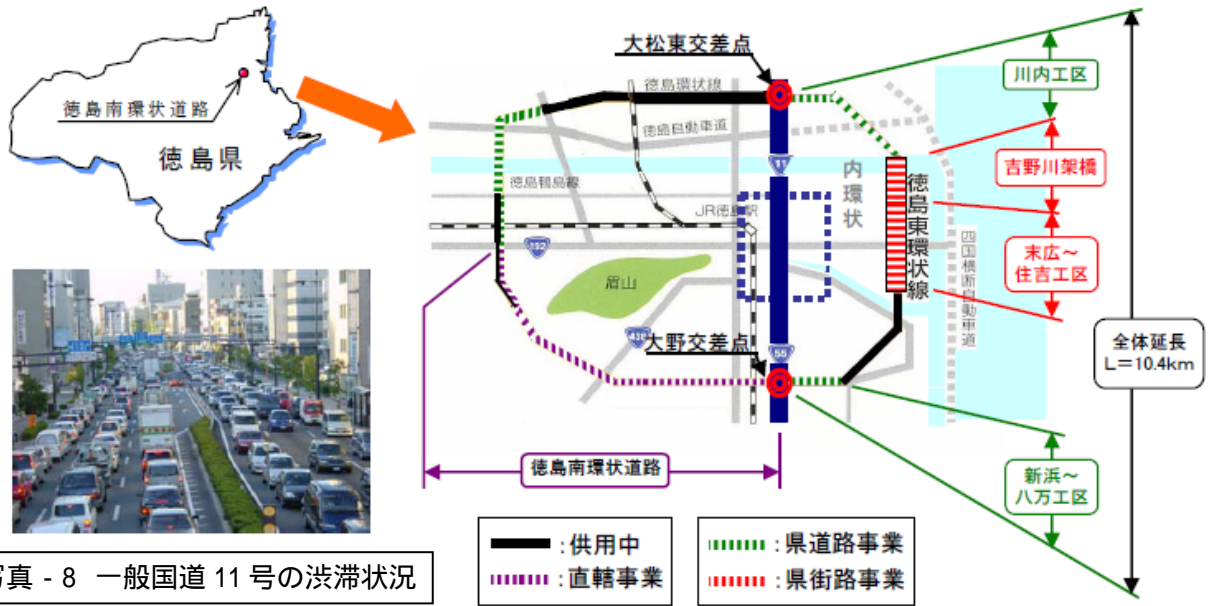 徳島南環状道路
徳島県
大松東交差点
徳島環状線
徳島自動車道
11
内環状
徳島東環状線
徳島鴨島線
JR徳島駅
192
眉山
438
大野交差点
55
四国横断自動車道
川内工区
吉野川架橋
末広～
住吉工区
全体延長
L=10.4km
新浜～
八万工区
徳島南環状道路
:供用中
:直轄事業
:県道路事業
:県街路事業
写真 - 8 一般国道 11 号の渋滞状況